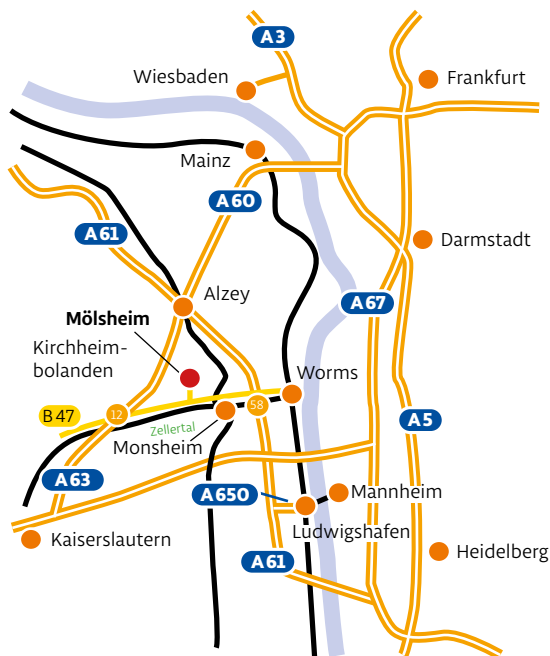 A3
Wiesbaden
Frankfurt
Mainz
A60
A61
Darmstadt
Alzey
A67
Mölsheim
Kirchheim-
bolanden
Worms
B 47
12
58
Zellertal
Monsheim
A5
A63
A650
Mannheim
Ludwigshafen
Kaiserslautern
Heidelberg
A61